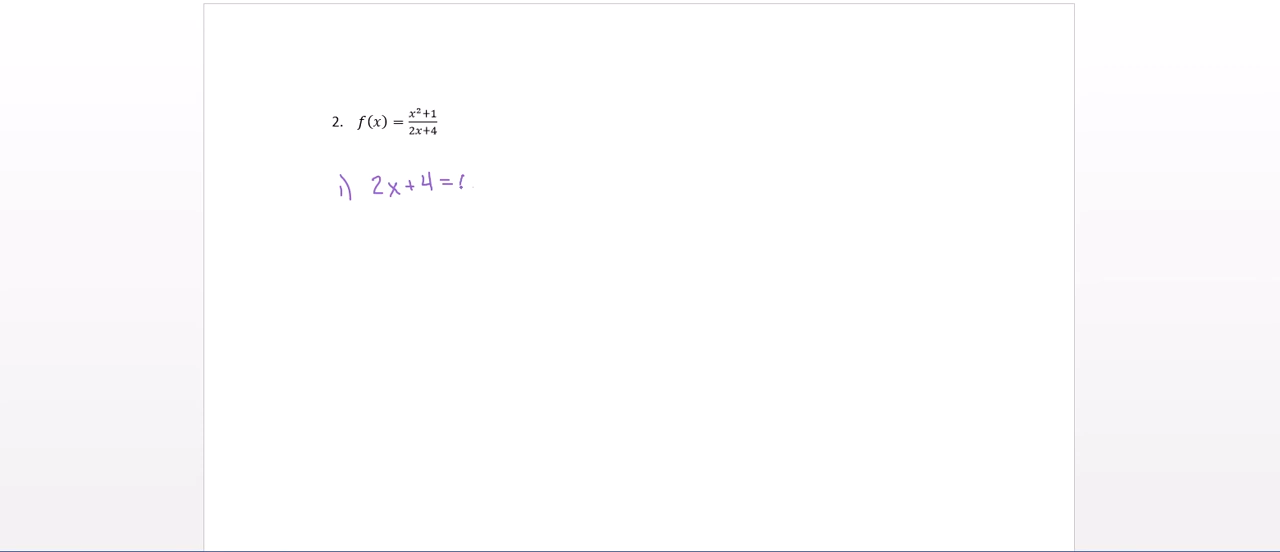 2. f(x) = x²+1 / 2x+4
1) 2x+4=